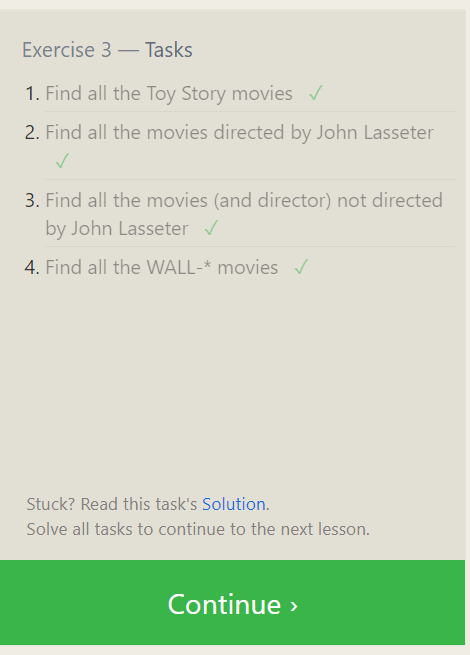 Exercise 3 — Tasks
1. Find all the Toy Story movies ✓
2. Find all the movies directed by John Lasseter
✓
3. Find all the movies (and director) not directed
by John Lasseter ✓
4. Find all the WALL-* movies ✓
Stuck? Read this task's Solution.
Solve all tasks to continue to the next lesson.
Continue ›